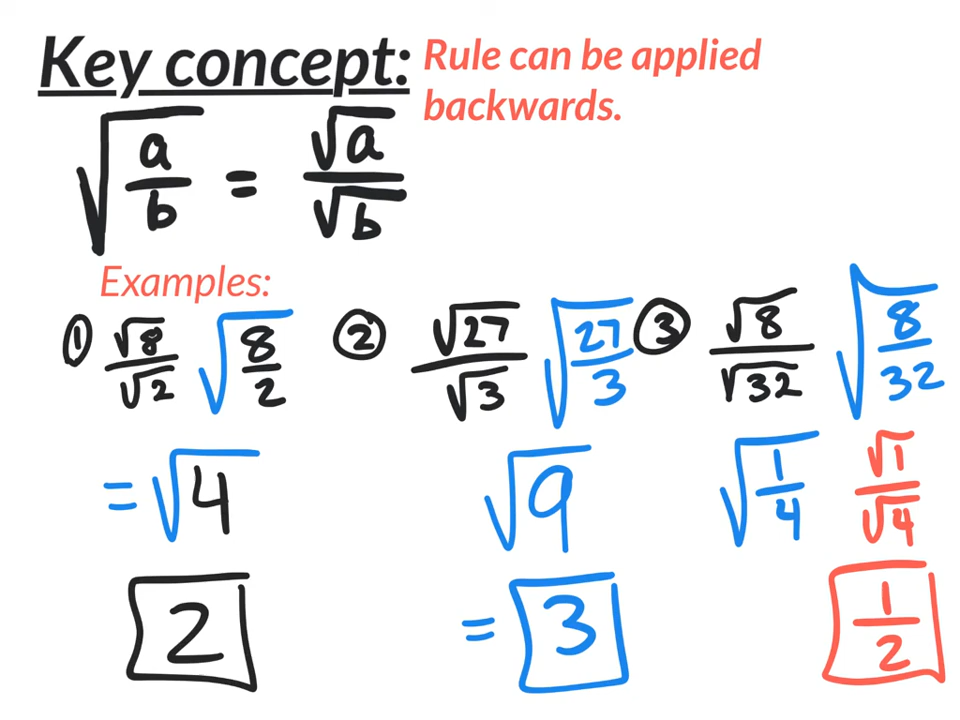 Key concept: Rule can be applied
backwards.
√(a/b) = √a/√b
Examples:
① √8/√2 √(8/2)
= √4
2
② √27/√3 √(27/3)
√9
= 3
③ √8/√32 √(8/32)
√(1/4) √1/√4
1/2